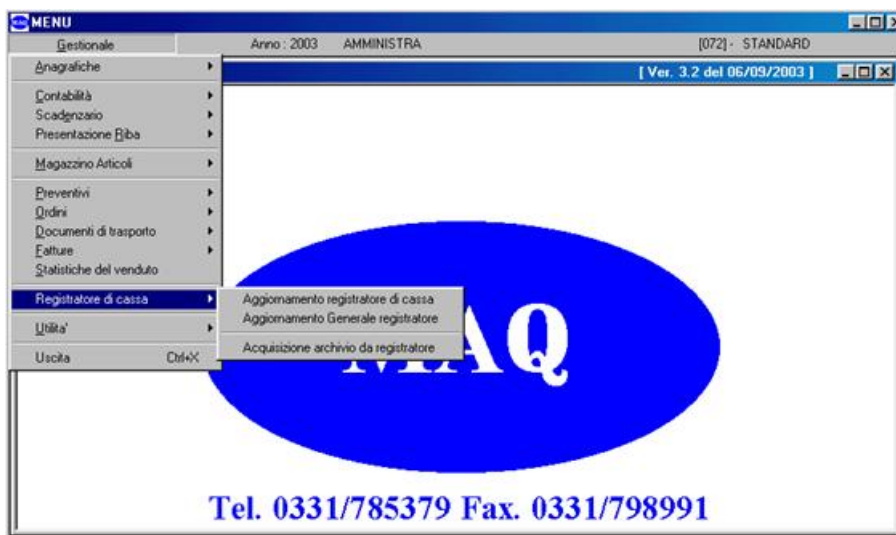 MENU
Gestionale Anno : 2003 AMMINISTRA [072] - STANDARD
[ Ver. 3.2 del 06/09/2003 ]
Anagrafiche
Contabilità
Scadenzario
Presentazione Riba
Magazzino Articoli
Preventivi
Ordini
Documenti di trasporto
Fatture
Statistiche del venduto
Registratore di cassa
Aggiornamento registratore di cassa
Aggiornamento Generale registratore
Acquisizione archivio da registratore
Utilita'
Uscita Ctrl+X
MAQ
Tel. 0331/785379 Fax. 0331/798991